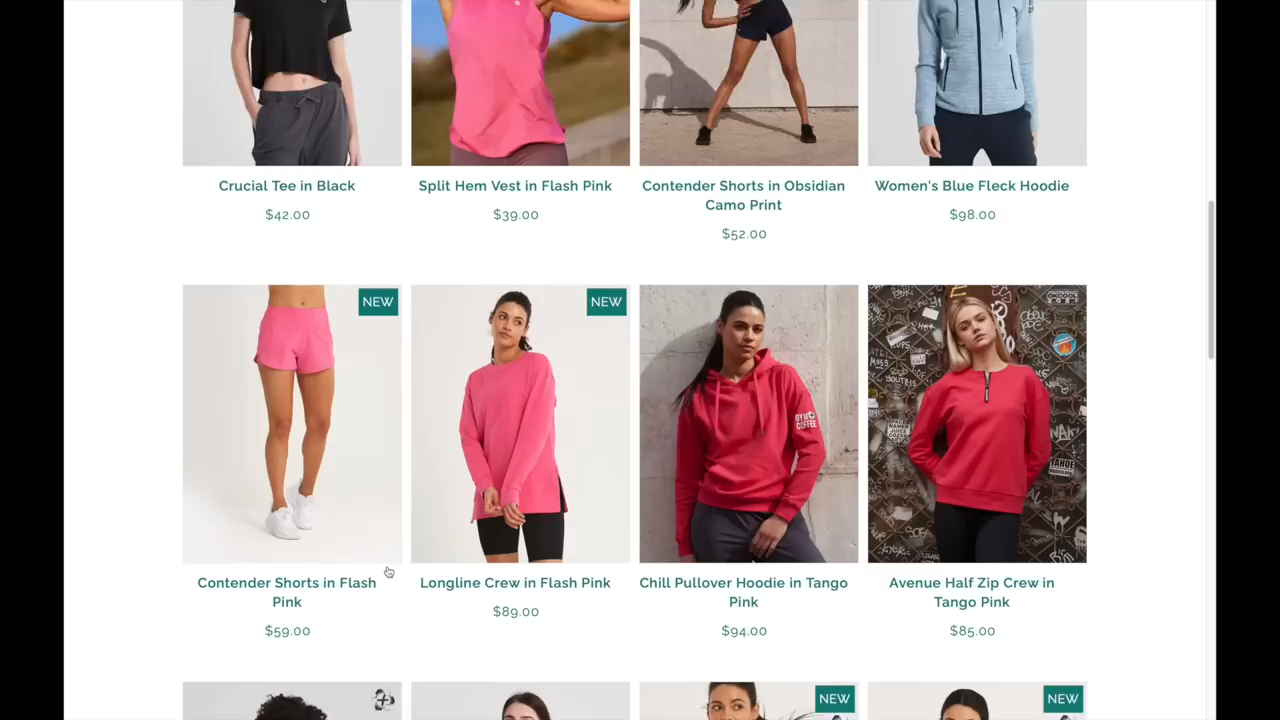 Crucial Tee in Black
$42.00
Split Hem Vest in Flash Pink
$39.00
Contender Shorts in Obsidian
Camo Print
$52.00
Women's Blue Fleck Hoodie
$98.00
NEW
Contender Shorts in Flash
Pink
$59.00
NEW
Longline Crew in Flash Pink
$89.00
GYM+
COFFEE
Chill Pullover Hoodie in Tango
Pink
$94.00
TAHOE
Avenue Half Zip Crew in
Tango Pink
$85.00
NEW
NEW